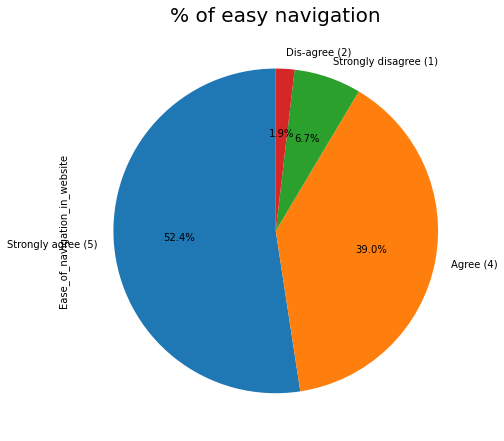 % of easy navigation
Dis-agree (2)
Strongly disagree (1)
1.9%
6.7%
Ease_of_navigation_in_website
Strongly agree (5)
52.4%
39.0%
Agree (4)